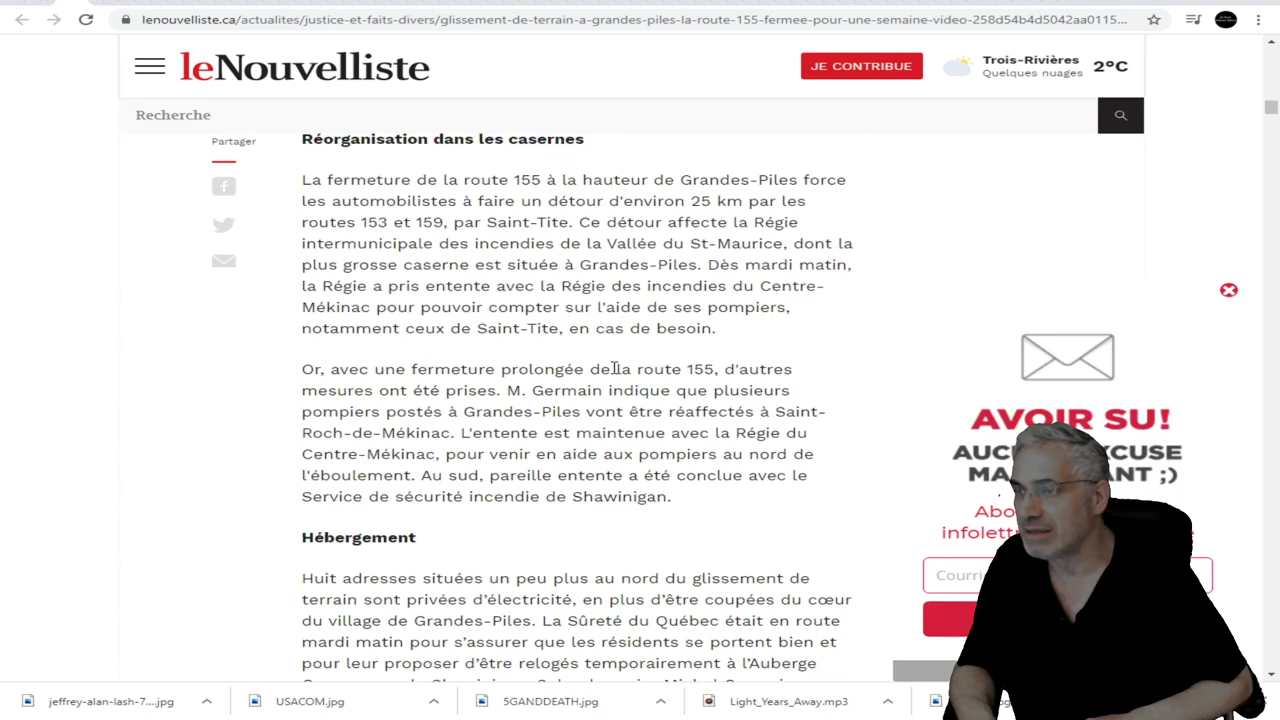 lenouvelliste.ca/actualites/justice-et-faits-divers/glissement-de-terrain-a-grandes-piles-la-route-155-fermee-pour-une-semaine-video-258d54b4d5042aa0115...
leNouvelliste
JE CONTRIBUE
Trois-Rivières
Quelques nuages
2°C
Recherche
Partager
Réorganisation dans les casernes
La fermeture de la route 155 à la hauteur de Grandes-Piles force
les automobilistes à faire un détour d'environ 25 km par les
routes 153 et 159, par Saint-Tite. Ce détour affecte la Régie
intermunicipale des incendies de la Vallée du St-Maurice, dont la
plus grosse caserne est située à Grandes-Piles. Dès mardi matin,
la Régie a pris entente avec la Régie des incendies du Centre-
Mékinac pour pouvoir compter sur l'aide de ses pompiers,
notamment ceux de Saint-Tite, en cas de besoin.
Or, avec une fermeture prolongée de la route 155, d'autres
mesures ont été prises. M. Germain indique que plusieurs
pompiers postés à Grandes-Piles vont être réaffectés à Saint-
Roch-de-Mékinac. L'entente est maintenue avec la Régie du
Centre-Mékinac, pour venir en aide aux pompiers au nord de
l'éboulement. Au sud, pareille entente a été conclue avec le
Service de sécurité incendie de Shawinigan.
Hébergement
Huit adresses situées un peu plus au nord du glissement de
terrain sont privées d’électricité, en plus d’être coupées du cœur
du village de Grandes-Piles. La Sûreté du Québec était en route
mardi matin pour s’assurer que les résidents se portent bien et
pour leur proposer d’être relogés temporairement à l’Auberge
AVOIR SU!
;)
jeffrey-alan-lash-7....jpg
USACOM.jpg
5GANDDEATH.jpg
Light_Years_Away.mp3